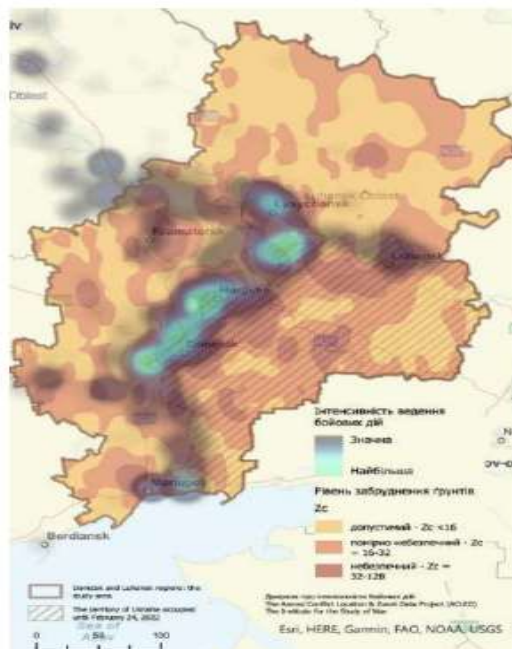 iv
Oblast
Luhansk Oblast
Lysychansk
Kramatorsk
Luhansk
Horlivka
Donetsk
Mariupol
Berdiansk
Інтенсивність ведення
бойових дій
Значна
Найбільша
Рівень забруднення ґрунтів
Zc
допустимий - Zc <16
помірно небезпечний - Zc
= 16-32
небезпечний - Zc =
32-128
Donetsk and Luhansk regions: the
study area
The territory of Ukraine occupied
until February 24, 2022
Sea of
0 50 100
The Armed Conflict Location & Event Data Project (ACLED)
The Institute for the Study of War
Esri, HERE, Garmin, FAO, NOAA, USGS